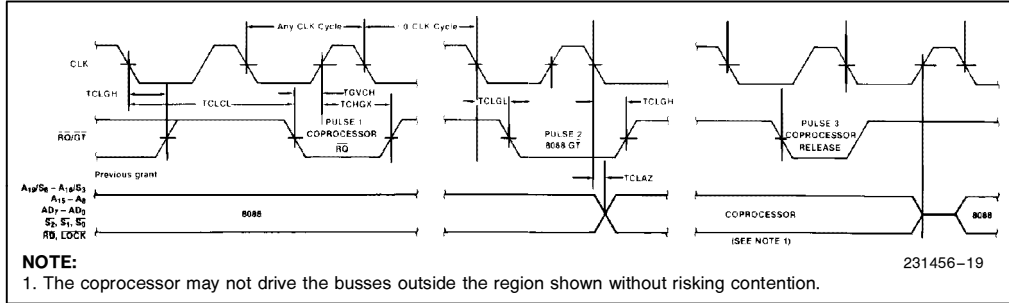 Any CLK Cycle
0 CLK Cycle
CLK
TCLGH
TCLCL
TGVCH
TCHGX
TCLGL
TCLGH
RQ/GT
PULSE 1
COPROCESSOR
RQ
PULSE 2
8088 GT
PULSE 3
COPROCESSOR
RELEASE
Previous grant
TCLAZ
A19/S6 – A16/S3
A15 – A8
AD7 – AD0
S2, S1, S0
RD, LOCK
8088
COPROCESSOR
(SEE NOTE 1)
8088
NOTE:
231456–19
1. The coprocessor may not drive the busses outside the region shown without risking contention.